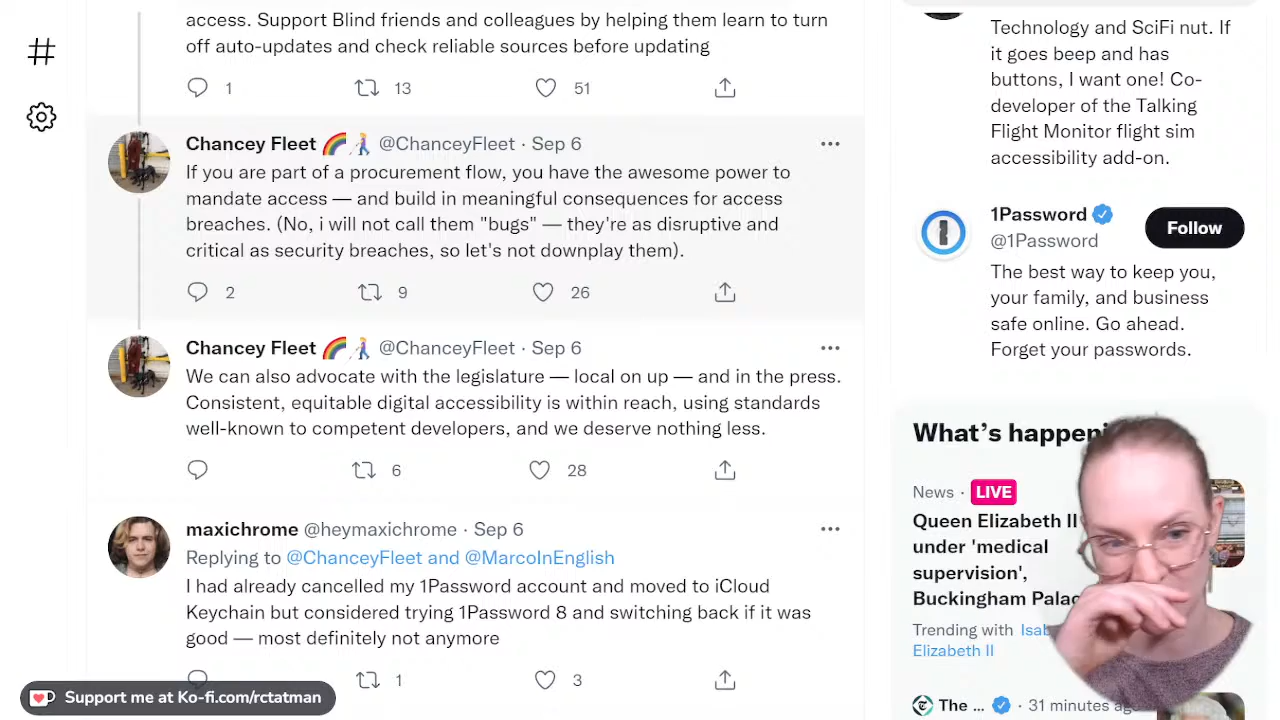 access. Support Blind friends and colleagues by helping them learn to turn
off auto-updates and check reliable sources before updating
1 13 51
Chancey Fleet 🌈 @ChanceyFleet · Sep 6
If you are part of a procurement flow, you have the awesome power to
mandate access — and build in meaningful consequences for access
breaches. (No, i will not call them "bugs" — they're as disruptive and
critical as security breaches, so let's not downplay them).
2 9 26
Chancey Fleet 🌈 @ChanceyFleet · Sep 6
We can also advocate with the legislature — local on up — and in the press.
Consistent, equitable digital accessibility is within reach, using standards
well-known to competent developers, and we deserve nothing less.
6 28
maxichrome @heymaxichrome · Sep 6
Replying to @ChanceyFleet and @MarcoInEnglish
I had already cancelled my 1Password account and moved to iCloud
Keychain but considered trying 1Password 8 and switching back if it was
good — most definitely not anymore
1 3
Support me at Ko-fi.com/rctatman
Technology and SciFi nut. If
it goes beep and has
buttons, I want one! Co-
developer of the Talking
Flight Monitor flight sim
accessibility add-on.
1Password
@1Password
Follow
The best way to keep you,
your family, and business
safe online. Go ahead.
Forget your passwords.
What's happeni
News · LIVE
Queen Elizabeth II
under 'medical
supervision',
Buckingham Palac
Trending with Isab
Elizabeth II
The ... · 31 minutes ago